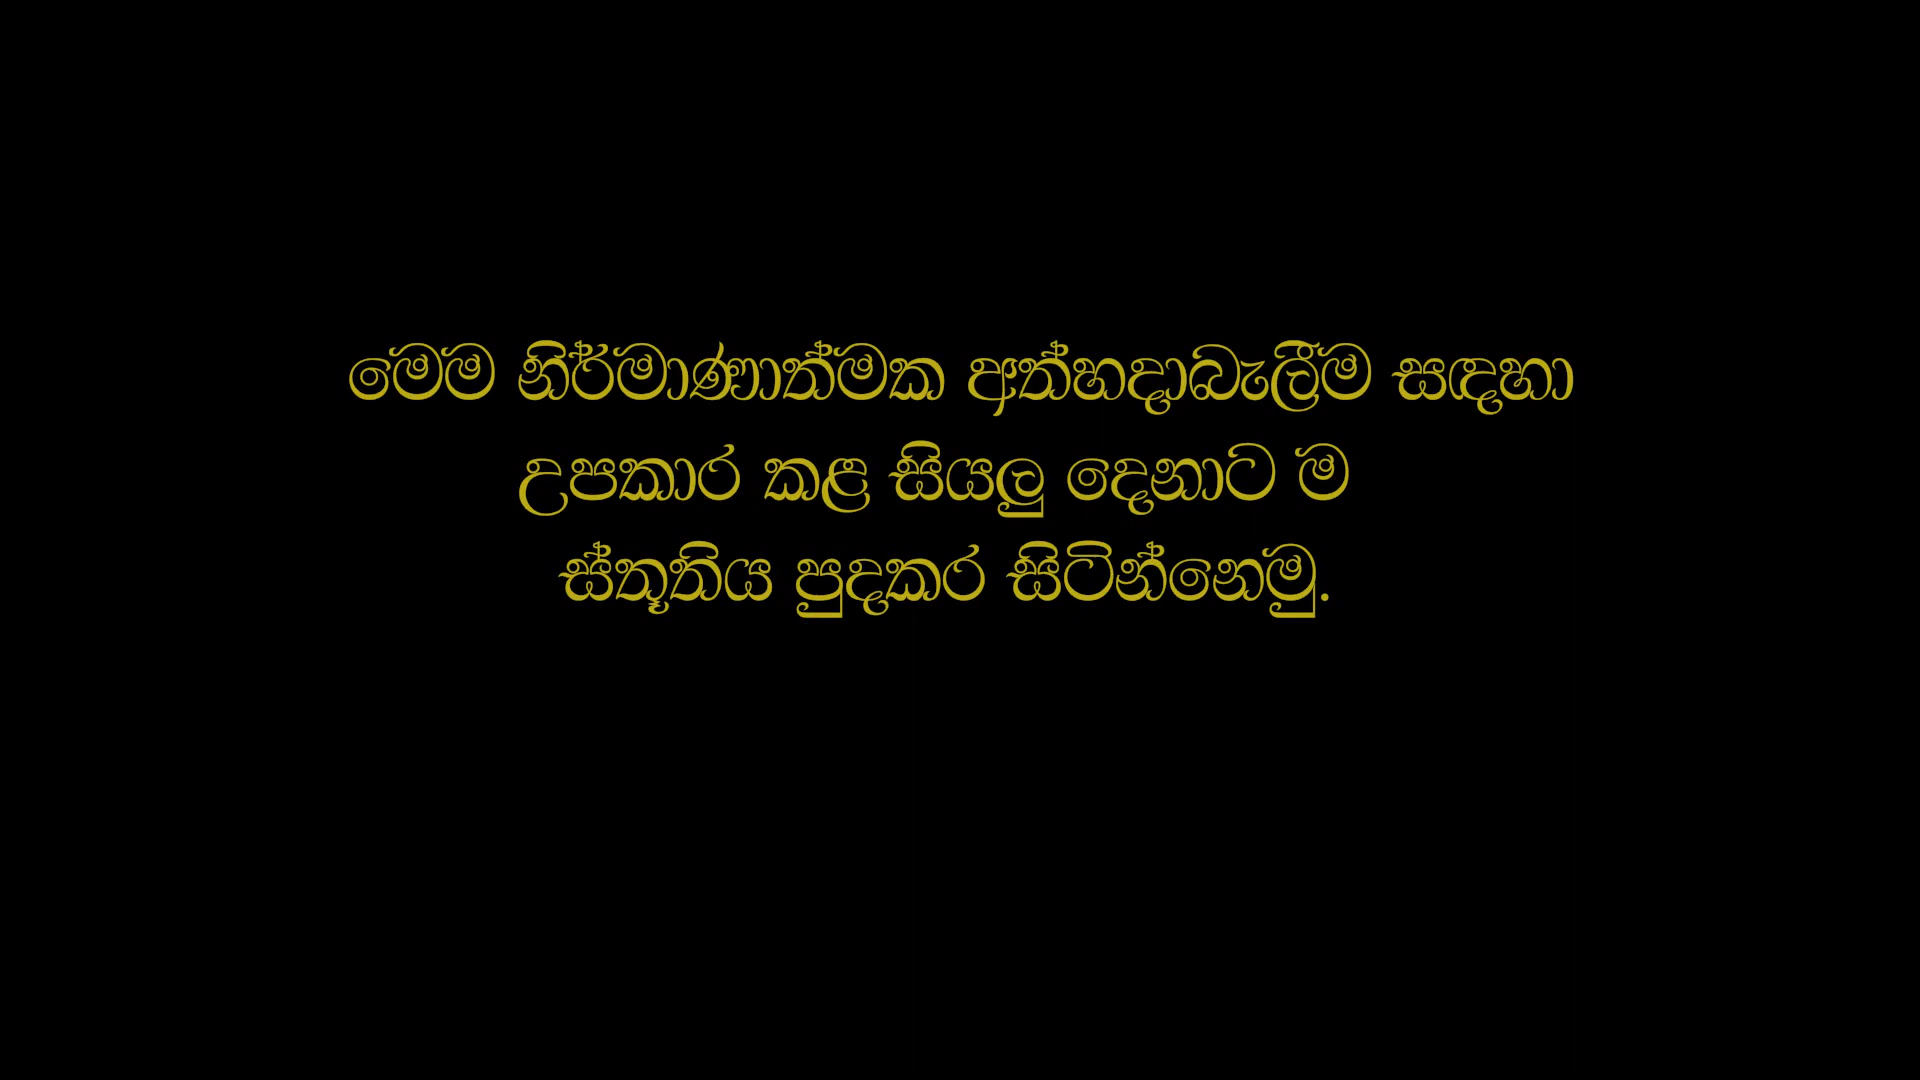 මෙම නිර්මාණාත්මක අත්හදාබැලීම සඳහා
උපකාර කළ සියලු දෙනාට ම
ස්තූතිය පුදකර සිටින්නෙමු.